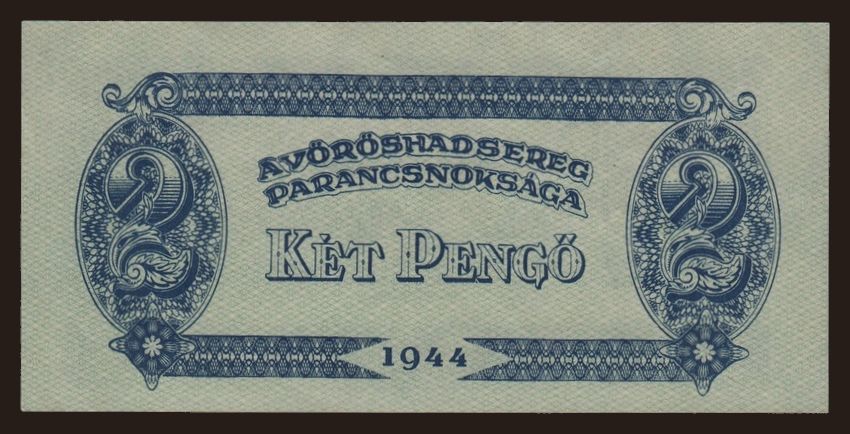 A VÖRÖSHADSEREG
PARANCSNOKSÁGA
2
KÉT PENGŐ
2
1944